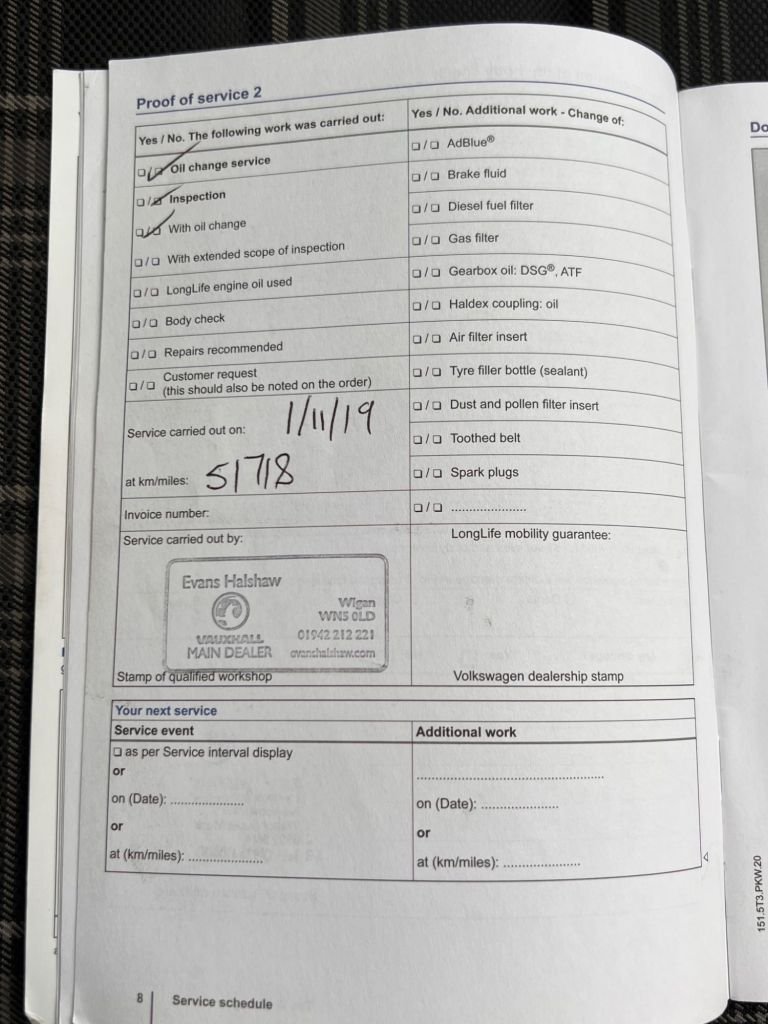 Proof of service 2
Yes / No. The following work was carried out:
☐/☐ Oil change service
☐/☐ Inspection
☐/☐ With oil change
☐/☐ With extended scope of inspection
☐/☐ LongLife engine oil used
☐/☐ Body check
☐/☐ Repairs recommended
☐/☐ Customer request
(this should also be noted on the order)
Service carried out on: 1/11/19
at km/miles: 51718
Invoice number:
Service carried out by:
Evans Halshaw
VAUXHALL
MAIN DEALER
Wigan
WN5 0LD
01942 212 221
evanshalshaw.com
Stamp of qualified workshop
Yes / No. Additional work - Change of:
☐/☐ AdBlue®
☐/☐ Brake fluid
☐/☐ Diesel fuel filter
☐/☐ Gas filter
☐/☐ Gearbox oil: DSG®, ATF
☐/☐ Haldex coupling: oil
☐/☐ Air filter insert
☐/☐ Tyre filler bottle (sealant)
☐/☐ Dust and pollen filter insert
☐/☐ Toothed belt
☐/☐ Spark plugs
☐/☐ .....................
LongLife mobility guarantee:
Volkswagen dealership stamp
Your next service
Service event
☐ as per Service interval display
or
on (Date): .....................
or
at (km/miles): .....................
Additional work
.....................................................
on (Date): .....................
or
at (km/miles): .....................
8
Service schedule
Do
151.5T3.PKW.20